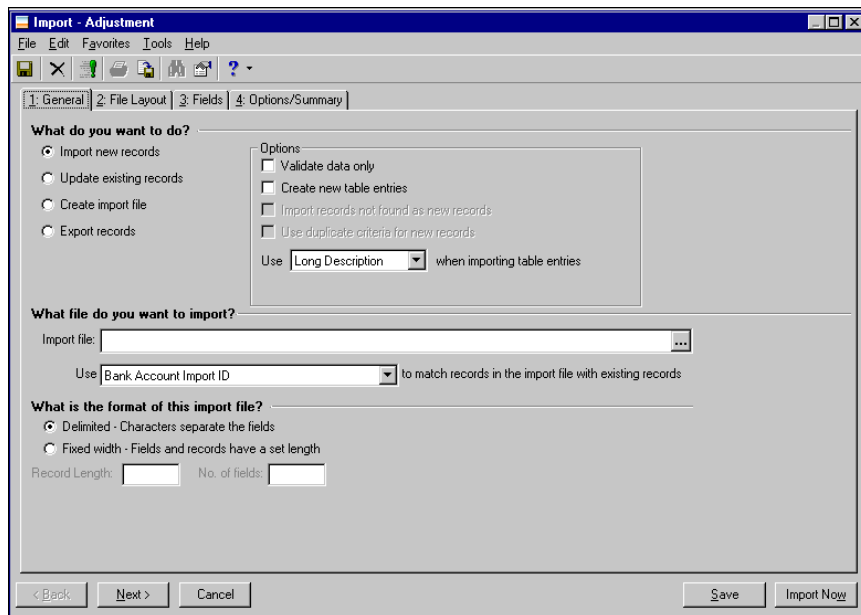 Import - Adjustment
File Edit Favorites Tools Help
?
1: General 2: File Layout 3: Fields 4: Options/Summary
What do you want to do?
Import new records
Update existing records
Create import file
Export records
Options
Validate data only
Create new table entries
Import records not found as new records
Use duplicate criteria for new records
Use Long Description when importing table entries
What file do you want to import?
Import file: ...
Use Bank Account Import ID to match records in the import file with existing records
What is the format of this import file?
Delimited - Characters separate the fields
Fixed width - Fields and records have a set length
Record Length: No. of fields:
< Back Next > Cancel Save Import Now